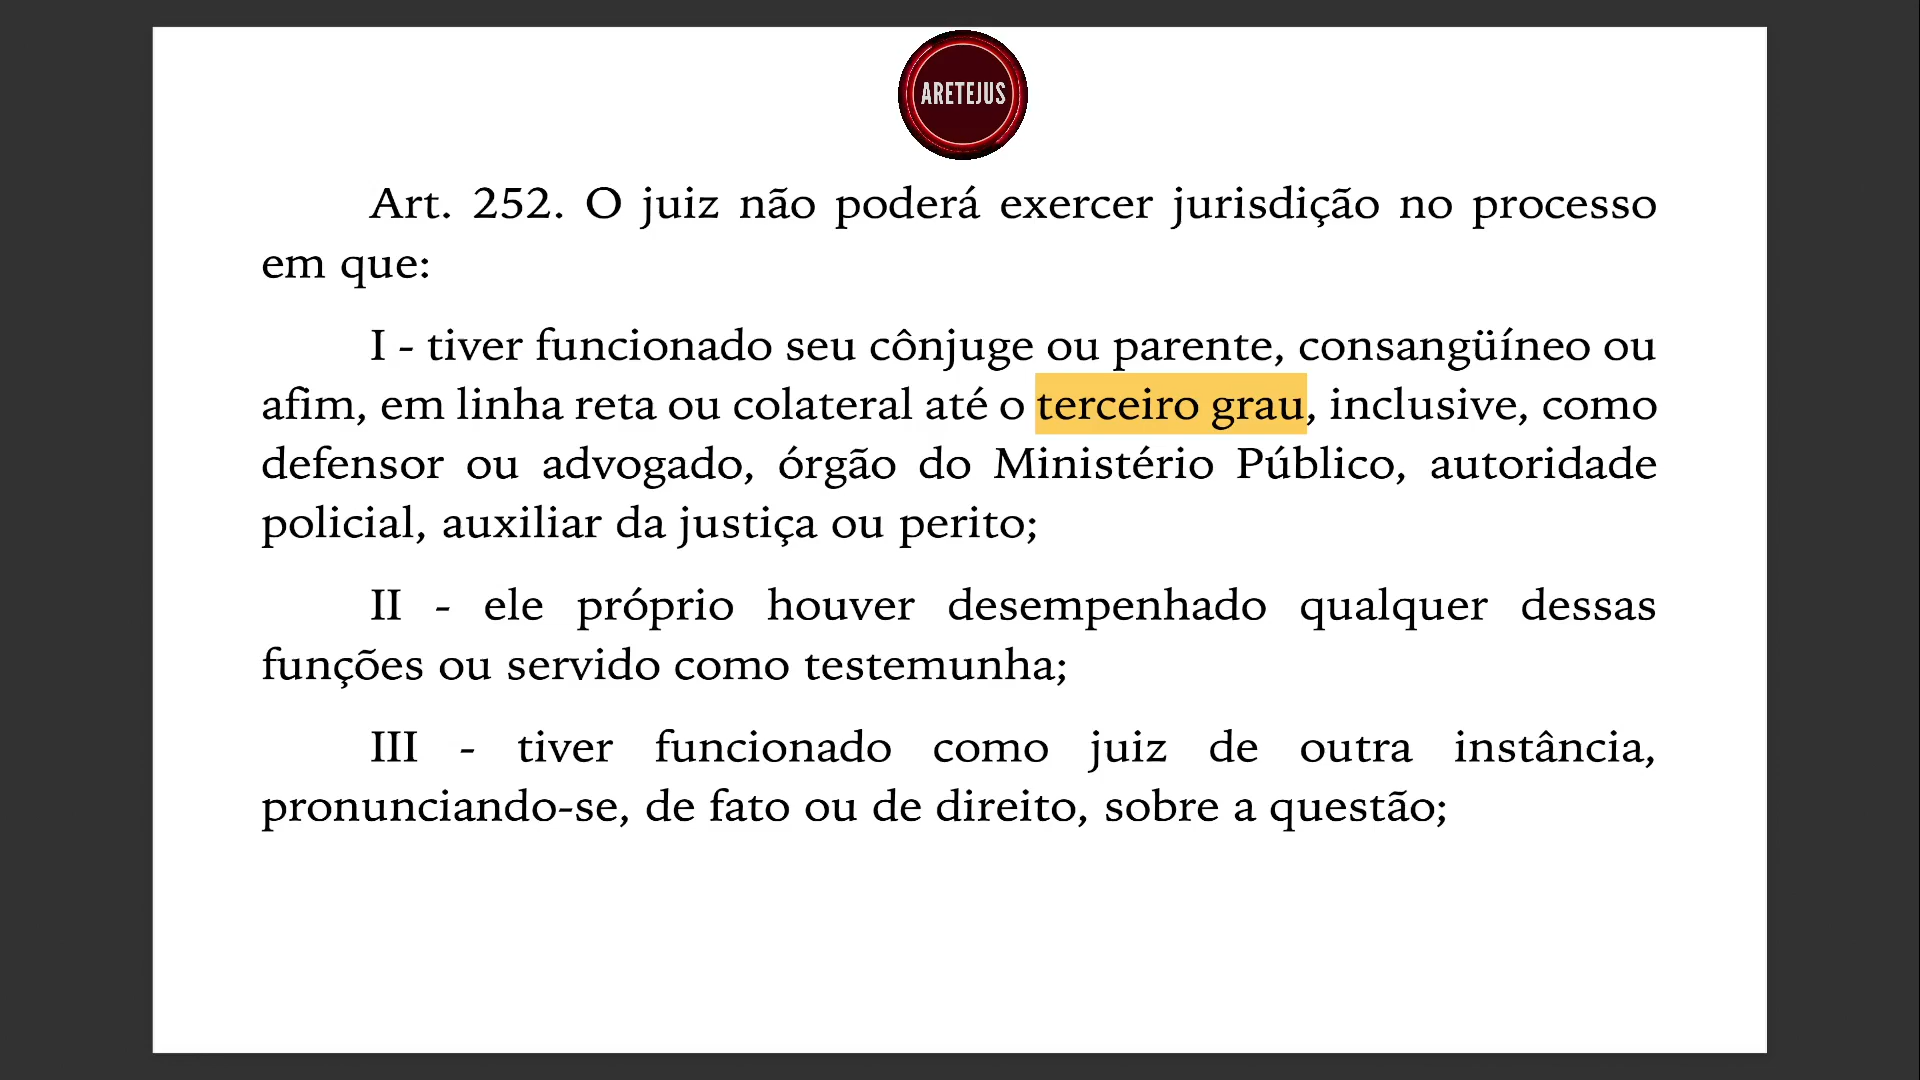 ARETEJUS
Art. 252. O juiz não poderá exercer jurisdição no processo
em que:
I - tiver funcionado seu cônjuge ou parente, consangüíneo ou
afim, em linha reta ou colateral até o terceiro grau, inclusive, como
defensor ou advogado, órgão do Ministério Público, autoridade
policial, auxiliar da justiça ou perito;
II - ele próprio houver desempenhado qualquer dessas
funções ou servido como testemunha;
III - tiver funcionado como juiz de outra instância,
pronunciando-se, de fato ou de direito, sobre a questão;